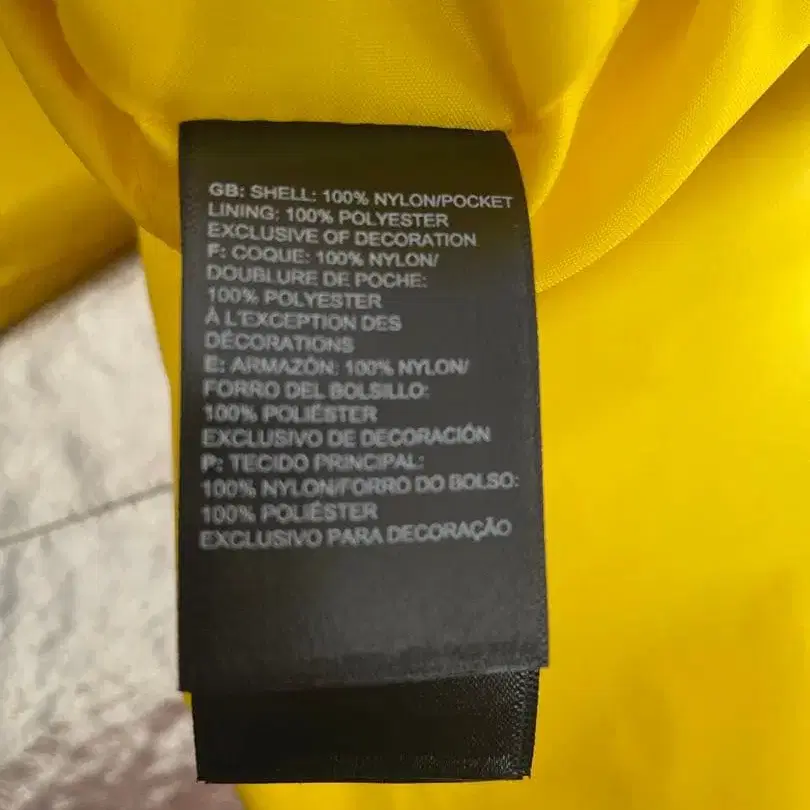 GB: SHELL: 100% NYLON/POCKET
LINING: 100% POLYESTER
EXCLUSIVE OF DECORATION
F: COQUE: 100% NYLON/
DOUBLURE DE POCHE:
100% POLYESTER
À L'EXCEPTION DES
DÉCORATIONS
E: ARMAZÓN: 100% NYLON/
FORRO DEL BOLSILLO:
100% POLIÉSTER
EXCLUSIVO DE DECORACIÓN
P: TECIDO PRINCIPAL:
100% NYLON/FORRO DO BOLSO:
100% POLIÉSTER
EXCLUSIVO PARA DECORAÇÃO